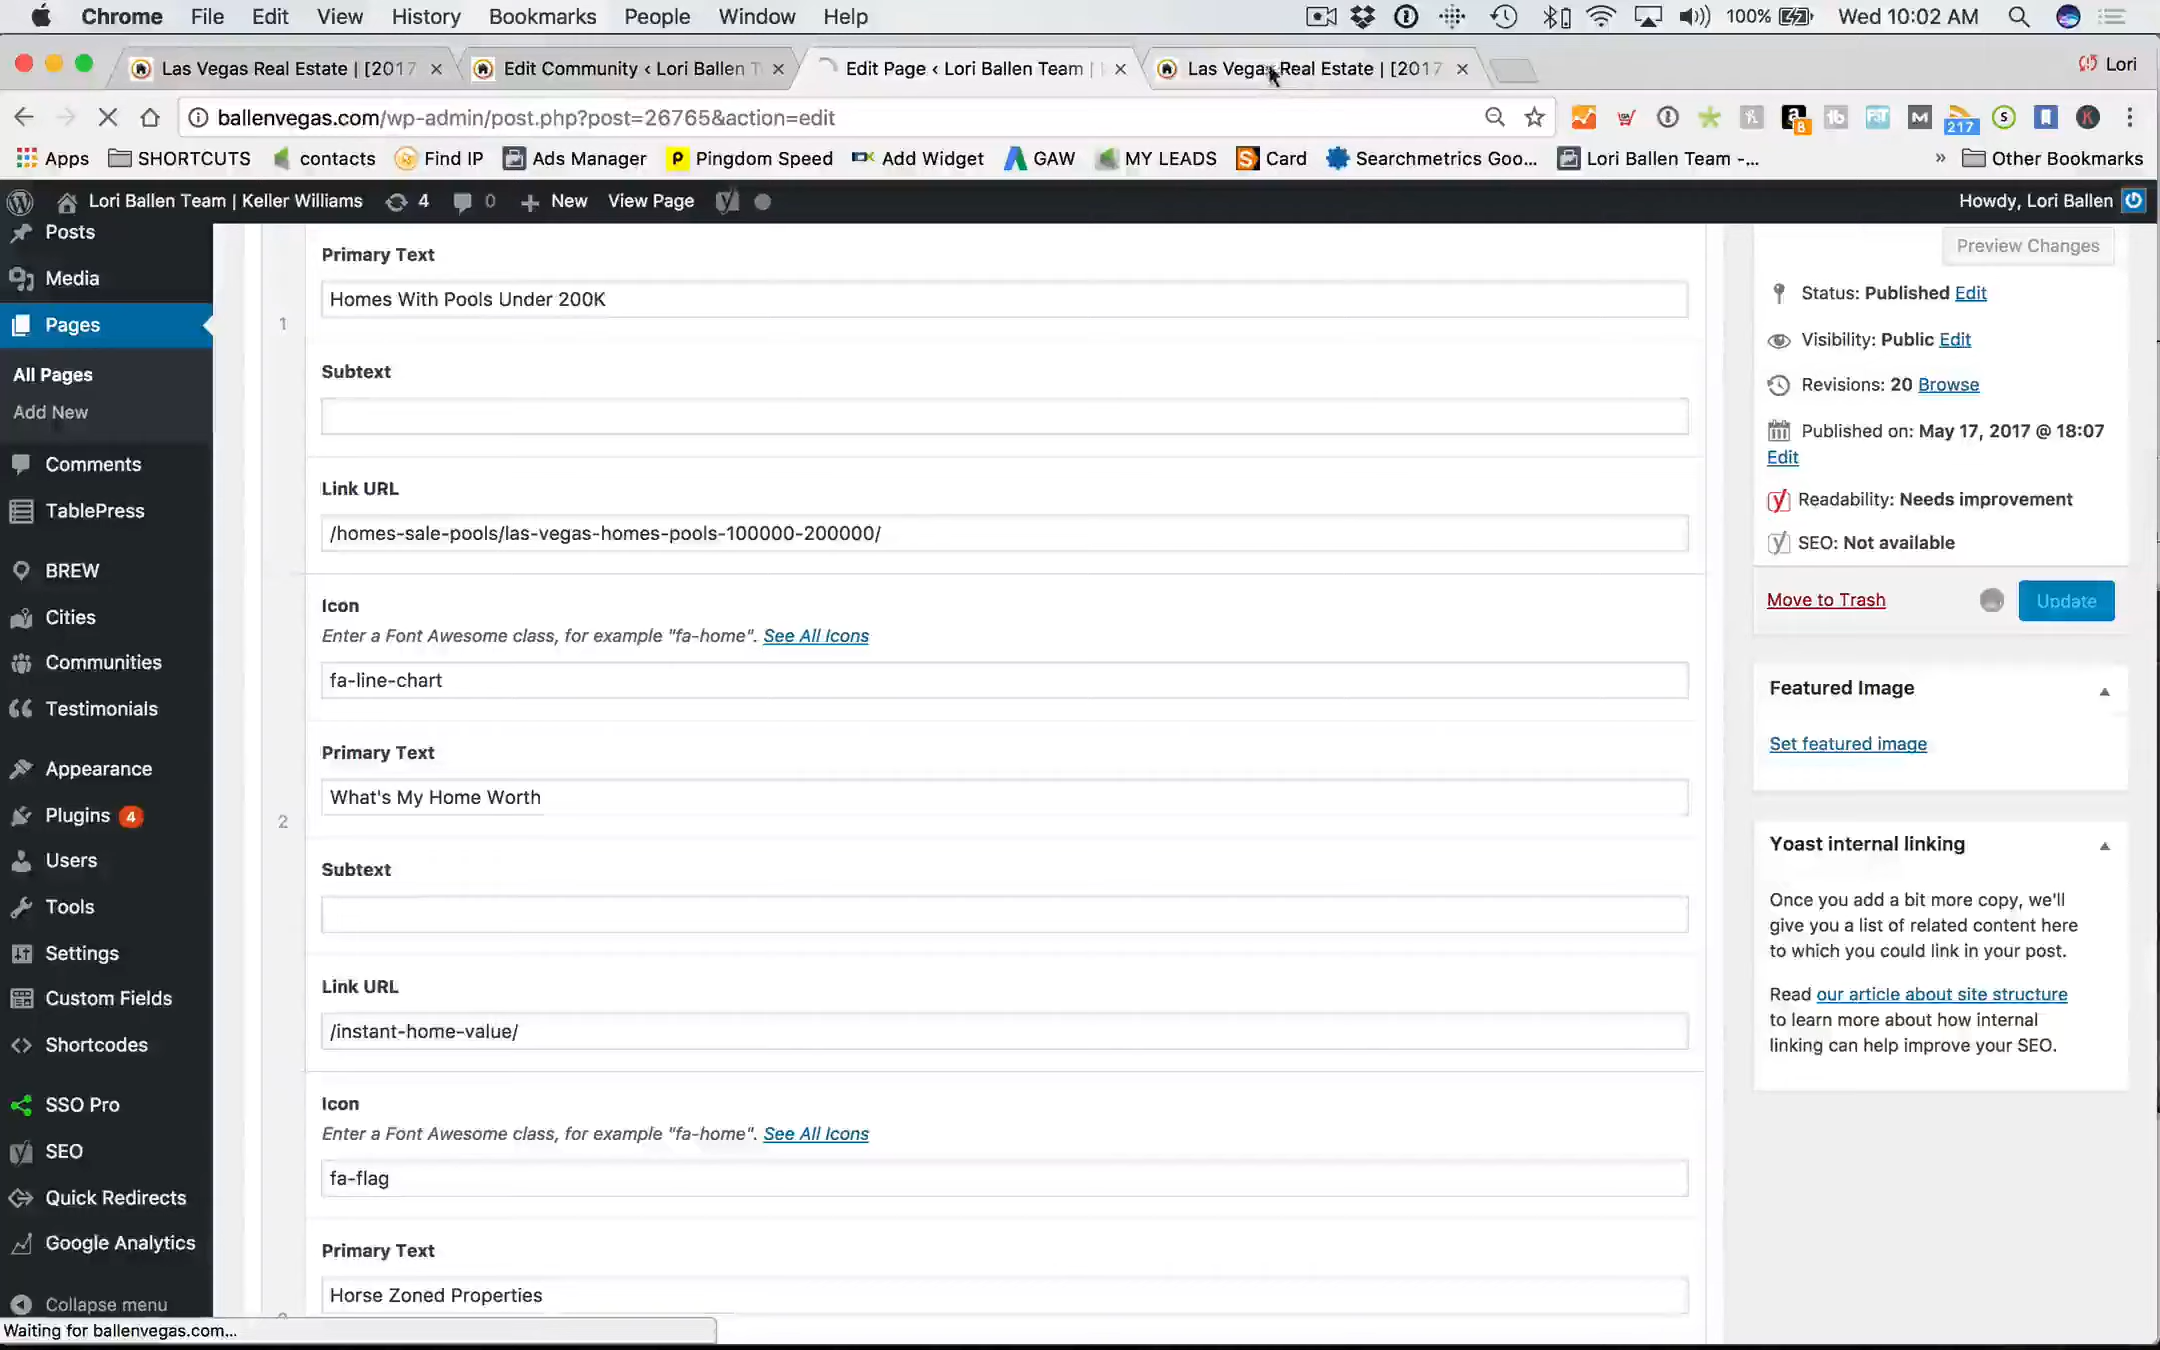 Chrome File Edit View History Bookmarks People Window Help 100% Wed 10:02 AM
Las Vegas Real Estate | [2017 Edit Community ‹ Lori Ballen T Edit Page ‹ Lori Ballen Team | Las Vegas Real Estate | [2017 Lori
ballenvegas.com/wp-admin/post.php?post=26765&action=edit
Apps SHORTCUTS contacts Find IP Ads Manager Pingdom Speed Add Widget GAW MY LEADS Card Searchmetrics Goo... Lori Ballen Team -... » Other Bookmarks
Lori Ballen Team | Keller Williams 4 0 New View Page Howdy, Lori Ballen
Posts
Media
Pages
All Pages
Add New
Comments
TablePress
BREW
Cities
Communities
Testimonials
Appearance
Plugins 4
Users
Tools
Settings
Custom Fields
Shortcodes
SSO Pro
SEO
Quick Redirects
Google Analytics
Collapse menu
Waiting for ballenvegas.com...
1
Primary Text
Homes With Pools Under 200K
Subtext
Link URL
/homes-sale-pools/las-vegas-homes-pools-100000-200000/
2
Icon
Enter a Font Awesome class, for example "fa-home". See All Icons
fa-line-chart
Primary Text
What's My Home Worth
Subtext
Link URL
/instant-home-value/
Icon
Enter a Font Awesome class, for example "fa-home". See All Icons
fa-flag
Primary Text
Horse Zoned Properties
Preview Changes
Status: Published Edit
Visibility: Public Edit
Revisions: 20 Browse
Published on: May 17, 2017 @ 18:07
Edit
Readability: Needs improvement
SEO: Not available
Move to Trash Update
Featured Image
Set featured image
Yoast internal linking
Once you add a bit more copy, we'll
give you a list of related content here
to which you could link in your post.
Read our article about site structure
to learn more about how internal
linking can help improve your SEO.